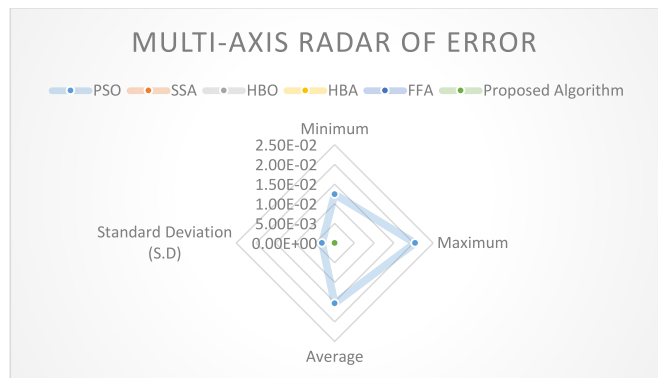 MULTI-AXIS RADAR OF ERROR
PSO SSA HBO HBA FFA Proposed Algorithm
Minimum
2.50E-02
2.00E-02
1.50E-02
1.00E-02
5.00E-03
0.00E+00
Standard Deviation
(S.D)
Maximum
Average